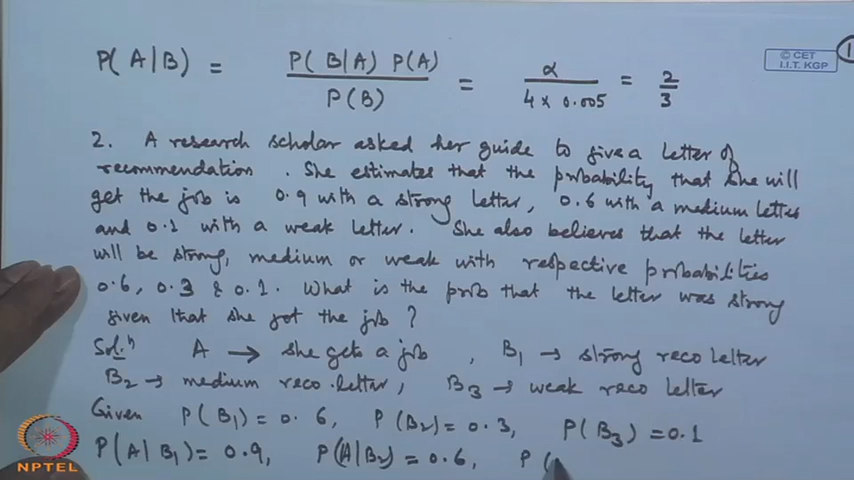 P(A|B) = P(B|A) P(A) / P(B) = α / 4 × 0.005 = 2/3
© CET
I.I.T. KGP
1
2. A research scholar asked her guide to give a letter of
recommendation. She estimates that the probability that she will
get the job is 0.9 with a strong letter, 0.6 with a medium letter
and 0.1 with a weak letter. She also believes that the letter
will be strong, medium or weak with respective probabilities
0.6, 0.3 & 0.1. What is the prob that the letter was strong
given that she got the job?
Sol.ⁿ A → she gets a job, B₁ → strong reco letter
B₂ → medium reco. letter, B₃ → weak reco letter
Given P(B₁) = 0.6, P(B₂) = 0.3, P(B₃) = 0.1
P(A|B₁) = 0.9, P(A|B₂) = 0.6, P(
NPTEL